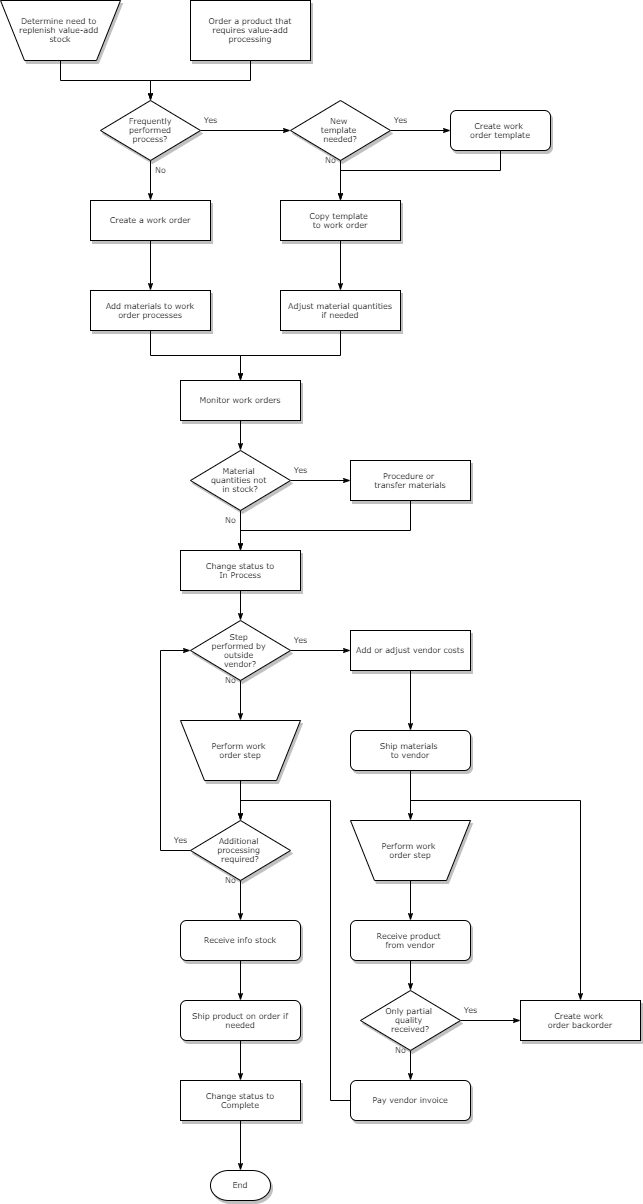 Determine need to
replenish value-add
stock
Order a product that
requires value-add
processing
Frequently
performed
process?
Yes
New
template
needed?
Yes
Create work
order template
No
No
Create a work order
Copy template
to work order
Add materials to work
order processes
Adjust material quantities
if needed
Monitor work orders
Material
quantities not
in stock?
Yes
Procedure or
transfer materials
No
Change status to
In Process
Step
performed by
outside
vendor?
Yes
Add or adjust vendor costs
No
Perform work
order step
Ship materials
to vendor
Yes
Additional
processing
required?
Perform work
order step
No
Receive info stock
Receive product
from vendor
Ship product on order if
needed
Only partial
quality
received?
Yes
Create work
order backorder
No
Change status to
Complete
Pay vendor invoice
End